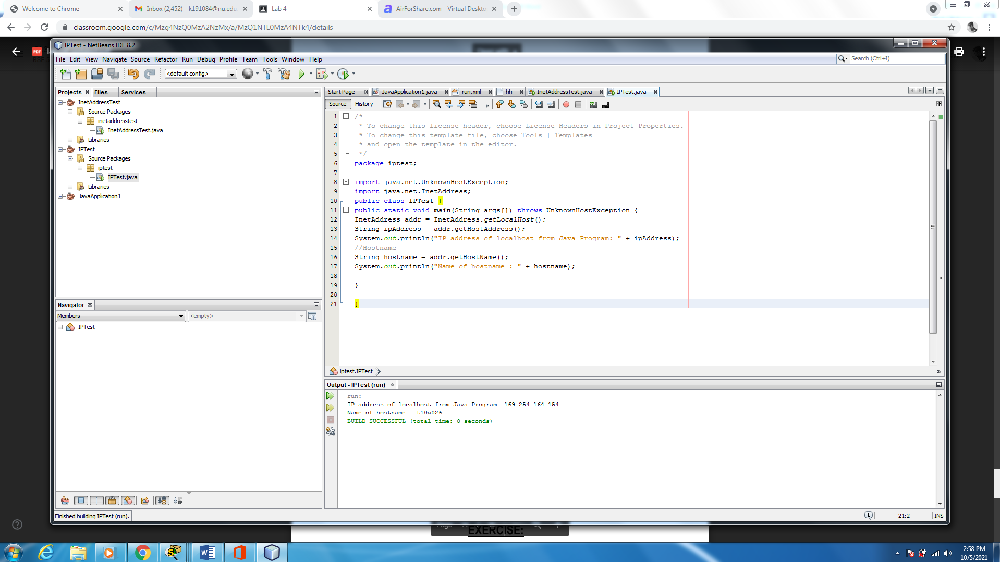 Welcome to Chrome
Inbox (2,452) - k191084@nu.edu.
Lab 4
AirForShare.com - Virtual Deskto
classroom.google.com/c/Mzg4NzQ0MzA2NzMx/a/MzQ1NTE0MzA4NTk4/details
PDF
IPTest - NetBeans IDE 8.2
File Edit View Navigate Source Refactor Run Debug Profile Team Tools Window Help
Search (Ctrl+I)
<default config>
Projects Files Services
InetAddressTest
Source Packages
inetaddresstest
InetAddressTest.java
Libraries
IPTest
Source Packages
iptest
IPTest.java
Libraries
JavaApplication1
Navigator
Members
<empty>
IPTest
Start Page JavaApplication1.java run.xml hh InetAddressTest.java IPTest.java
Source History
1 /*
2 * To change this license header, choose License Headers in Project Properties.
3 * To change this template file, choose Tools | Templates
4 * and open the template in the editor.
5 */
6 package iptest;
7
8 import java.net.UnknownHostException;
9 import java.net.InetAddress;
10 public class IPTest {
11 public static void main(String args[]) throws UnknownHostException {
12 InetAddress addr = InetAddress.getLocalHost();
13 String ipAddress = addr.getHostAddress();
14 System.out.println("IP address of localhost from Java Program: " + ipAddress);
15 //Hostname
16 String hostname = addr.getHostName();
17 System.out.println("Name of hostname : " + hostname);
18
19 }
20
21 }
iptest.IPTest
Output - IPTest (run)
run:
IP address of localhost from Java Program: 169.254.164.154
Name of hostname : L10w026
BUILD SUCCESSFUL (total time: 0 seconds)
Finished building IPTest (run).
1
21:2
INS
Page
EXERCISE:
2:58 PM
10/5/2021